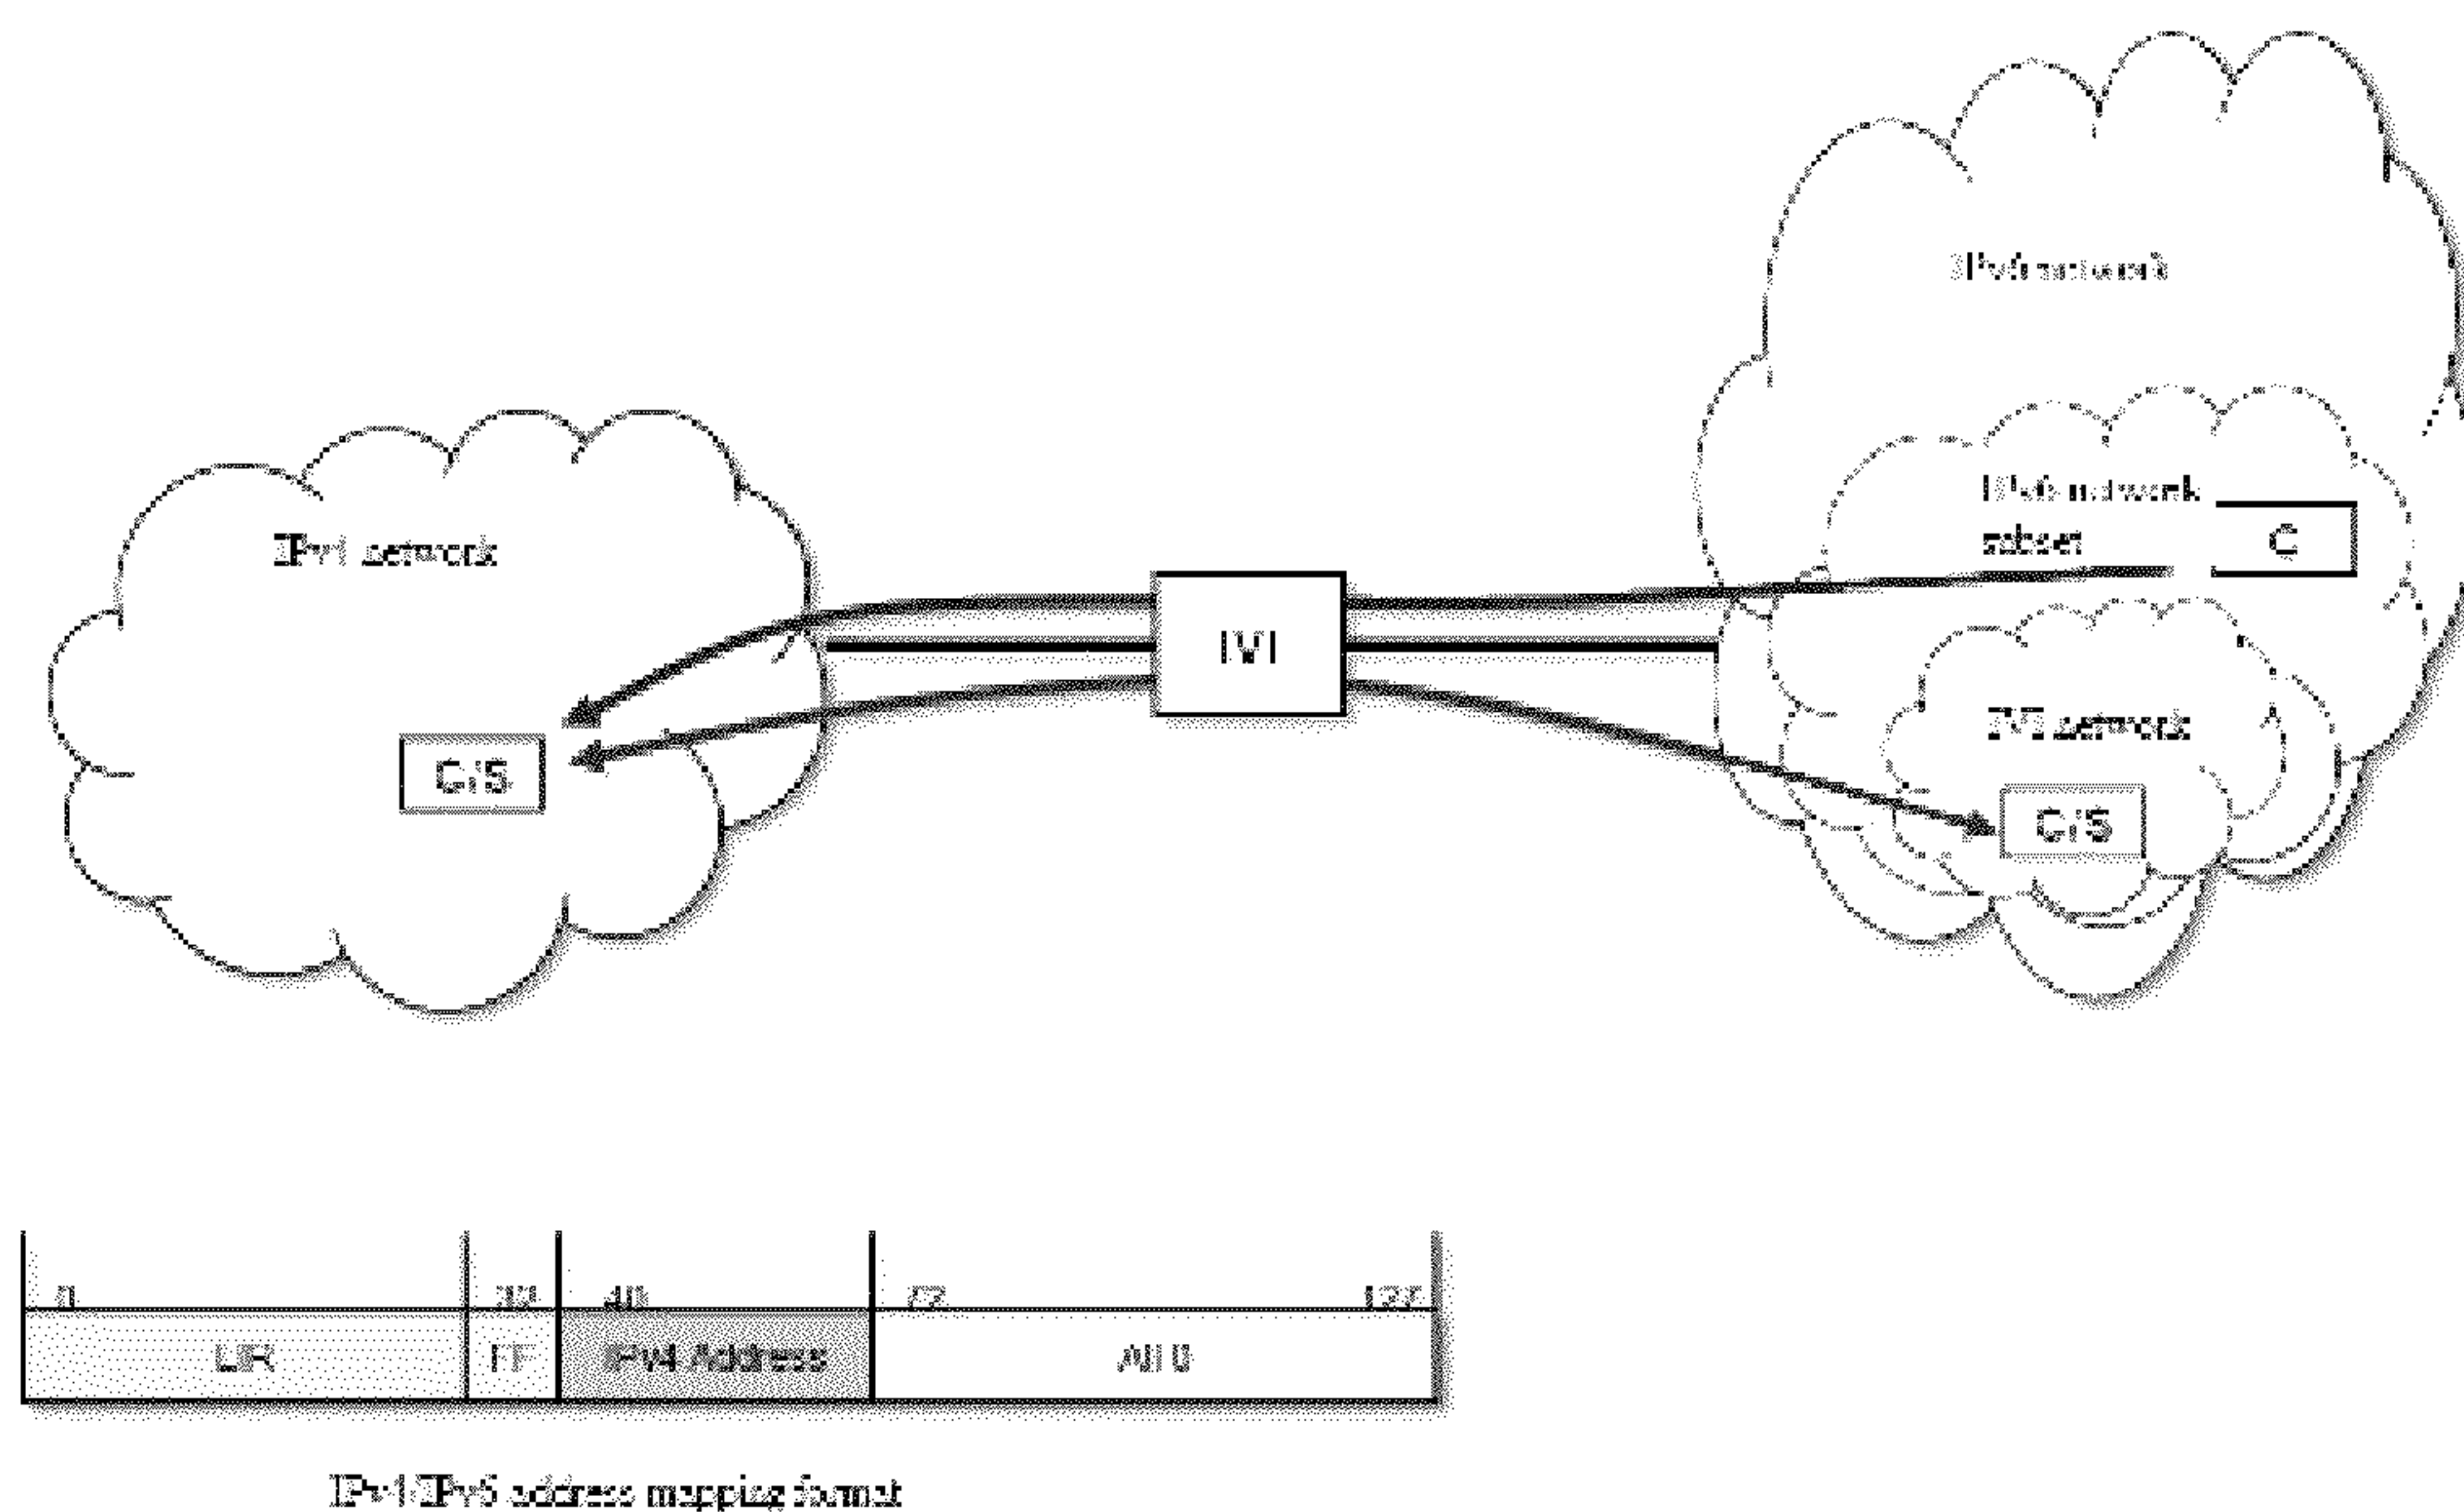 IPv6 network
IPv6 network
subset
C
IPv4 network
IVI
IVI network
C/S
C/S
0 32 40 72 127
LIR FF IPv4 Address All 0
IPv4-IPv6 address mapping format